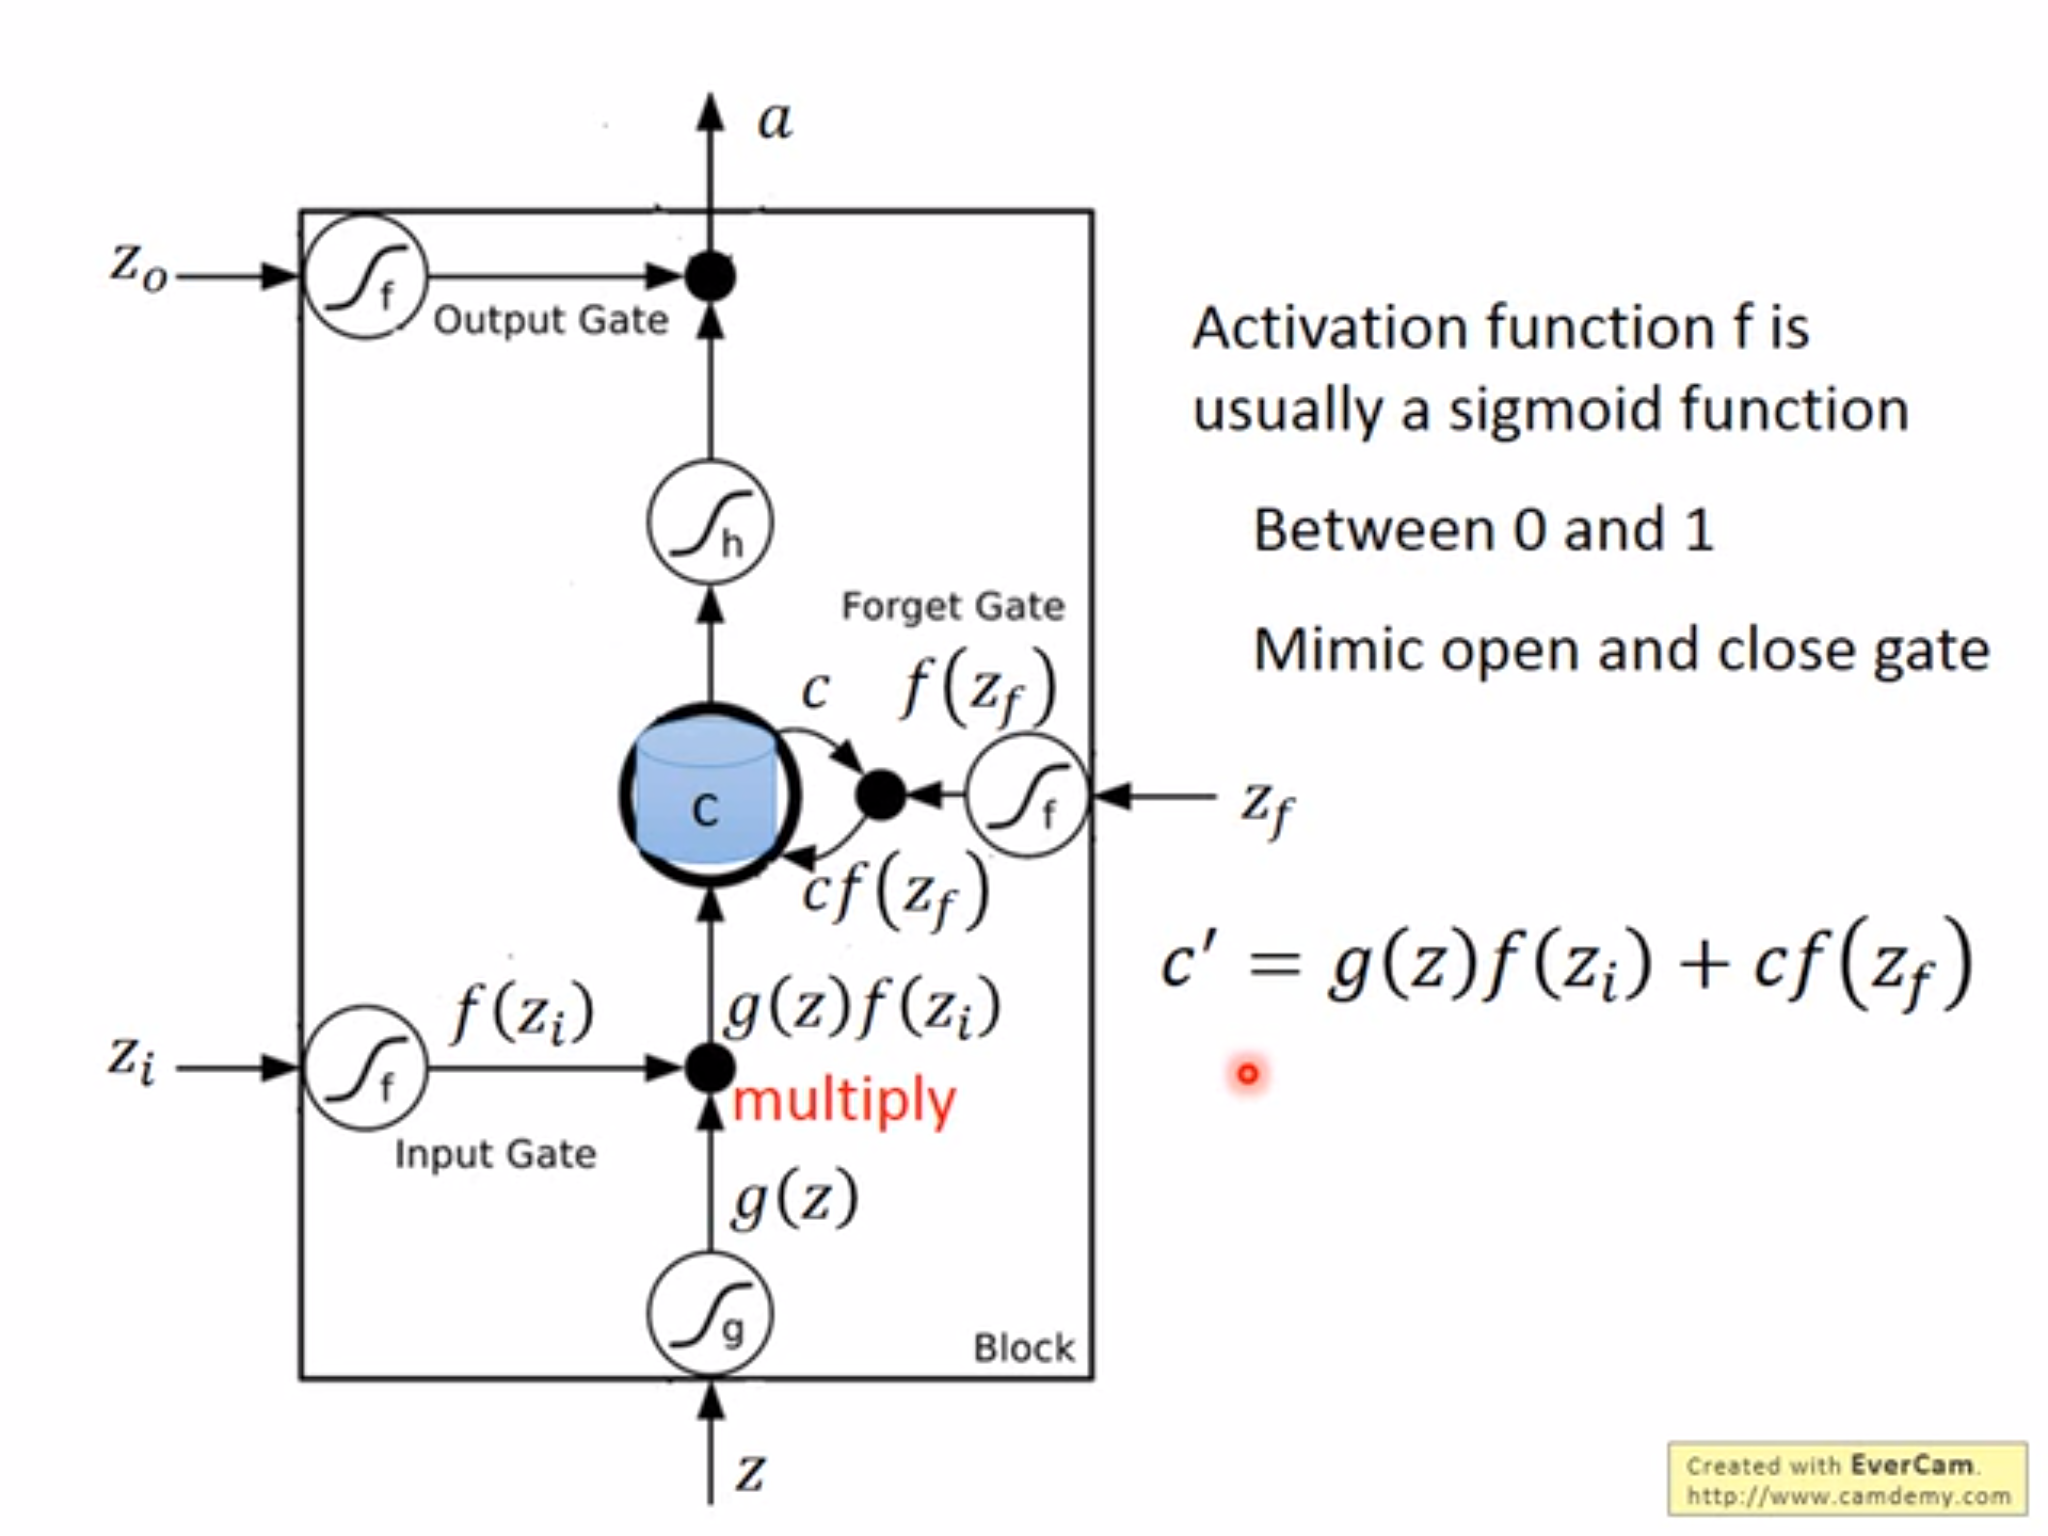 a
z_o
f
Output Gate
Activation function f is
usually a sigmoid function
h
Between 0 and 1
Forget Gate
Mimic open and close gate
c
f(z_f)
c
f
z_f
cf(z_f)
c′ = g(z)f(z_i) + cf(z_f)
f(z_i)
g(z)f(z_i)
z_i
f
multiply
Input Gate
g(z)
g
Block
z
Created with EverCam.
http://www.camdemy.com